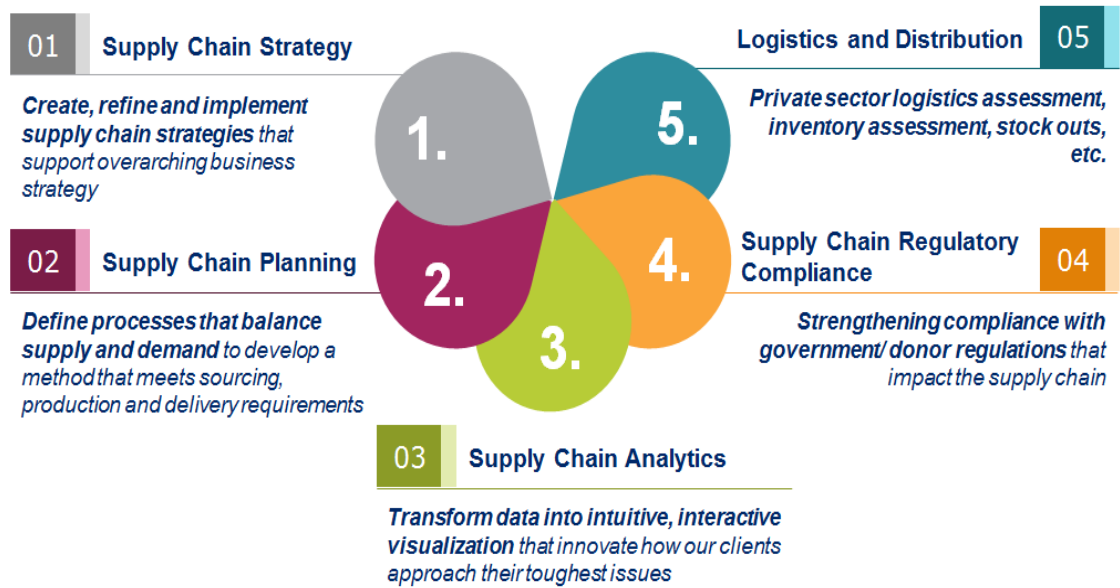 01 Supply Chain Strategy
Create, refine and implement
supply chain strategies that
support overarching business
strategy
02 Supply Chain Planning
Define processes that balance
supply and demand to develop a
method that meets sourcing,
production and delivery requirements
03 Supply Chain Analytics
Transform data into intuitive, interactive
visualization that innovate how our clients
approach their toughest issues
Supply Chain Regulatory
Compliance
04
Strengthening compliance with
government/ donor regulations that
impact the supply chain
Logistics and Distribution 05
Private sector logistics assessment,
inventory assessment, stock outs,
etc.
1.
2.
3.
4.
5.